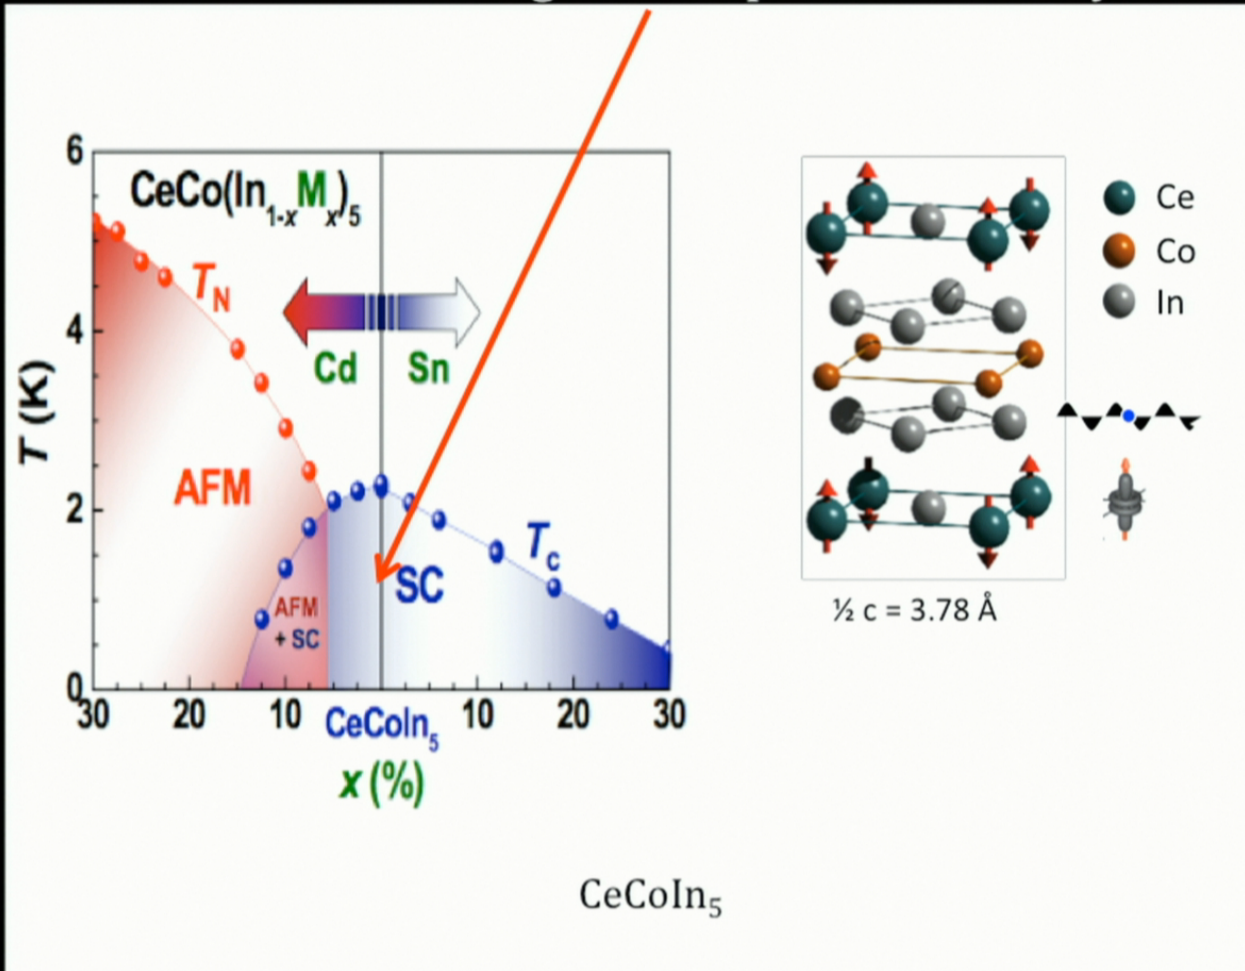 6
CeCo(In1-xMx)5
TN
4
Cd Sn
T (K)
AFM
2
Tc
SC
AFM
+ SC
0
30 20 10 CeCoIn5 10 20 30
x (%)
Ce
Co
In
½ c = 3.78 Å
CeCoIn5